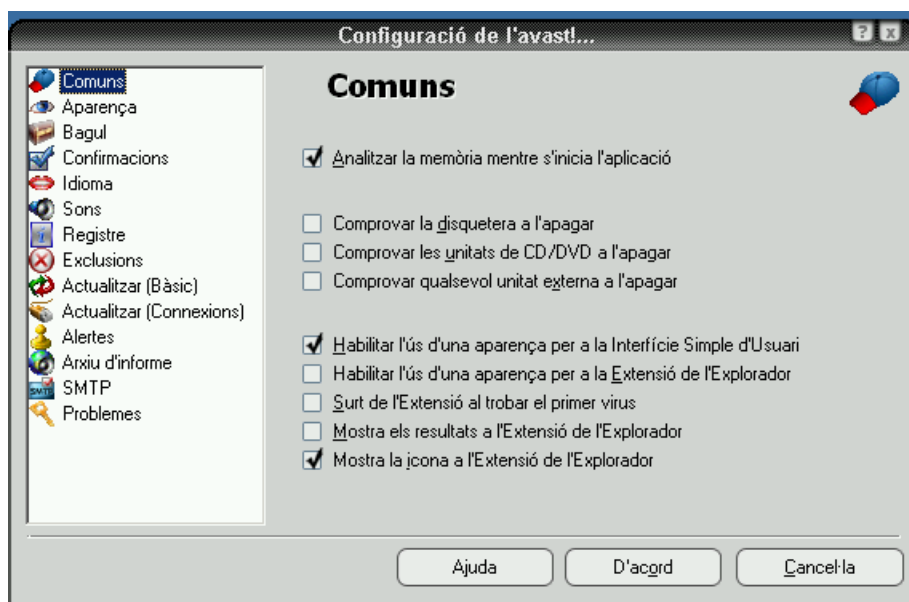 Configuració de l'avast!...
Comuns
Aparença
Bagul
Confirmacions
Idioma
Sons
Registre
Exclusions
Actualitzar (Bàsic)
Actualitzar (Connexions)
Alertes
Arxiu d'informe
SMTP
Problemes
Comuns
Analitzar la memòria mentre s'inicia l'aplicació
Comprovar la disquetera a l'apagar
Comprovar les unitats de CD/DVD a l'apagar
Comprovar qualsevol unitat externa a l'apagar
Habilitar l'ús d'una aparença per a la Interfície Simple d'Usuari
Habilitar l'ús d'una aparença per a la Extensió de l'Explorador
Surt de l'Extensió al trobar el primer virus
Mostra els resultats a l'Extensió de l'Explorador
Mostra la icona a l'Extensió de l'Explorador
Ajuda
D'acord
Cancel·la